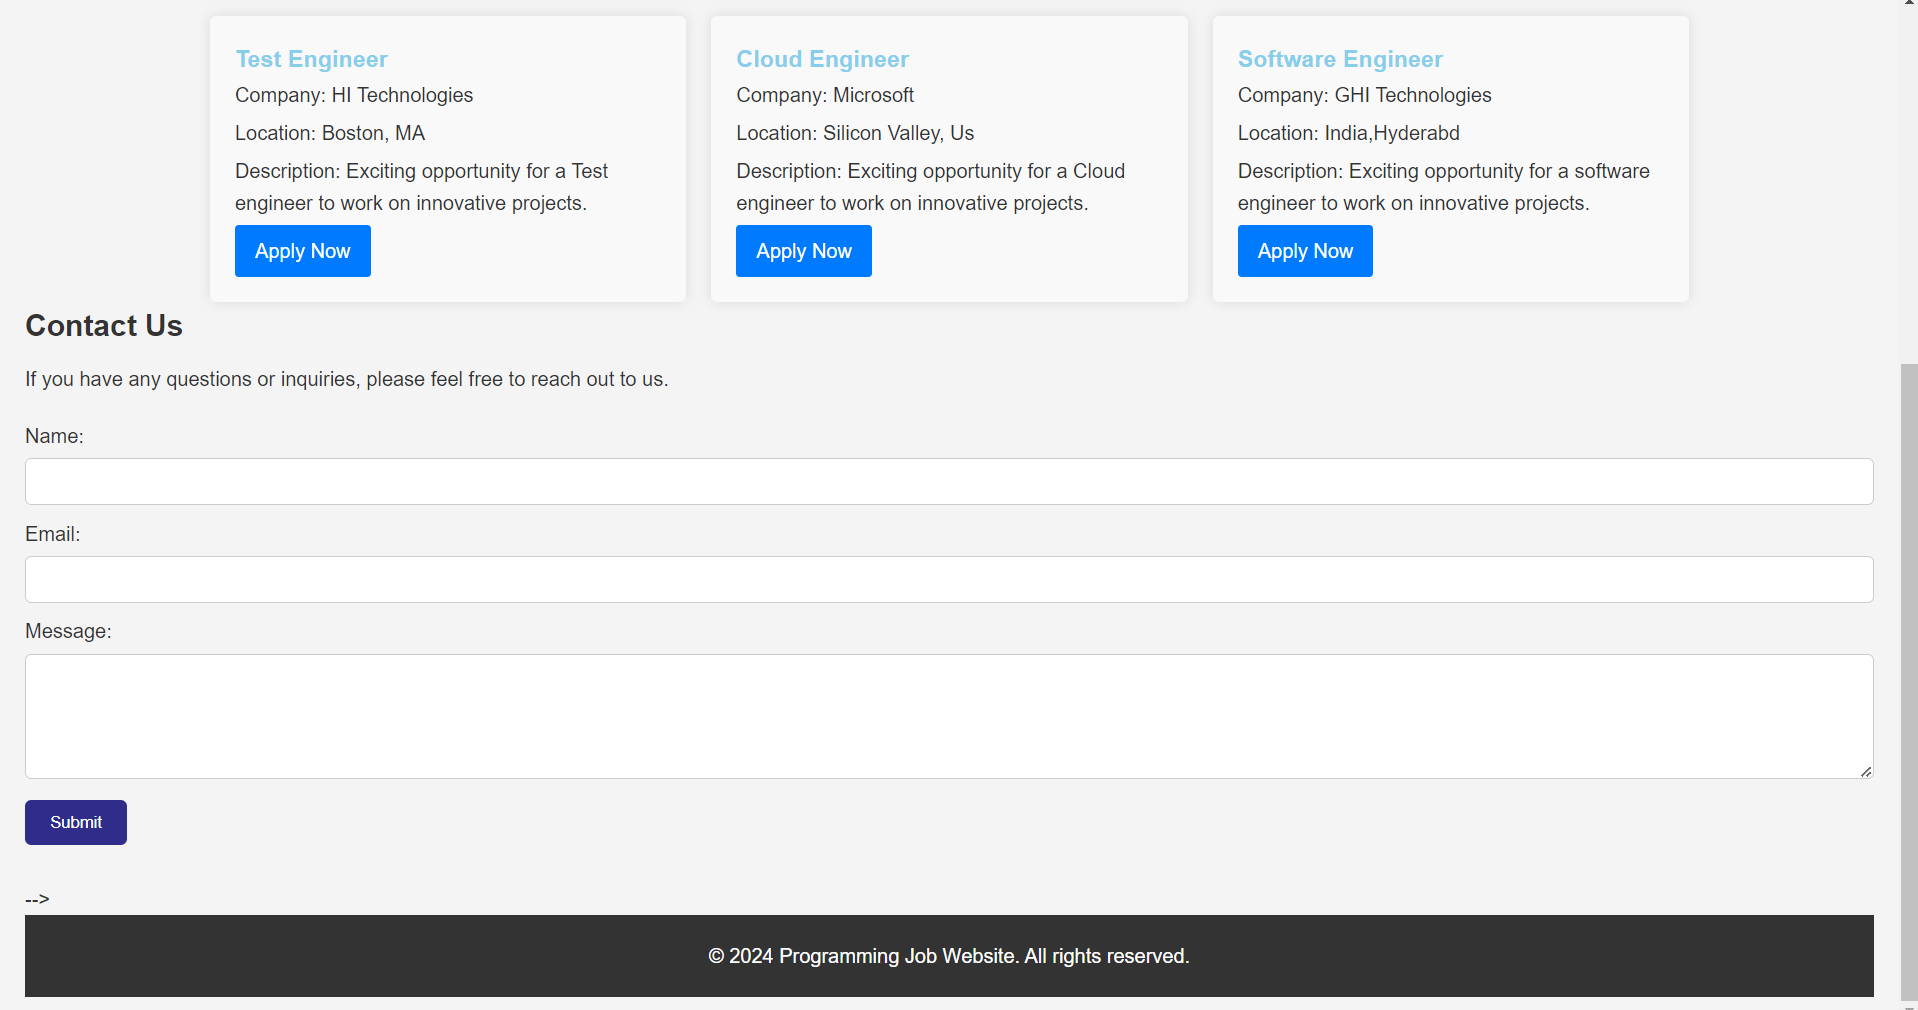 Test Engineer
Company: HI Technologies
Location: Boston, MA
Description: Exciting opportunity for a Test
engineer to work on innovative projects.
Apply Now
Cloud Engineer
Company: Microsoft
Location: Silicon Valley, Us
Description: Exciting opportunity for a Cloud
engineer to work on innovative projects.
Apply Now
Software Engineer
Company: GHI Technologies
Location: India,Hyderabd
Description: Exciting opportunity for a software
engineer to work on innovative projects.
Apply Now
Contact Us
If you have any questions or inquiries, please feel free to reach out to us.
Name:
Email:
Message:
Submit
-->
© 2024 Programming Job Website. All rights reserved.